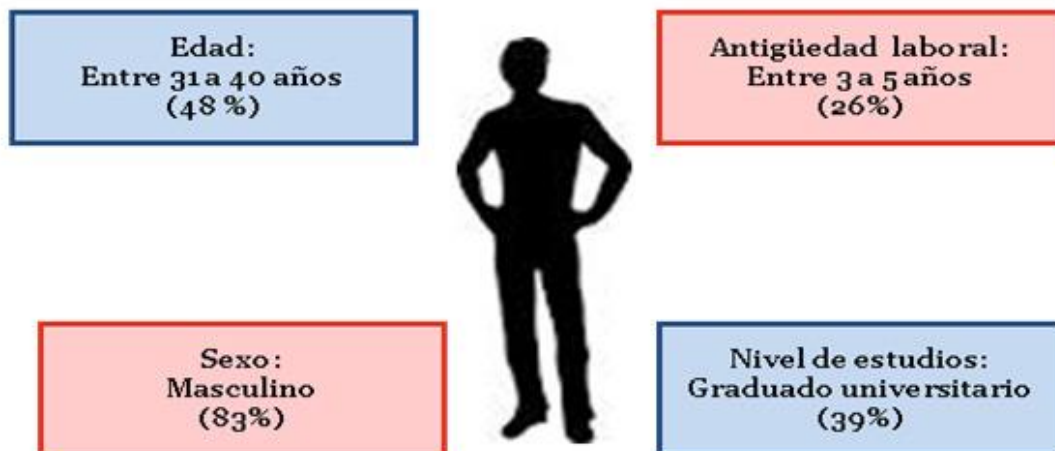 Edad:
Entre 31 a 40 años
(48 %)
Antigüedad laboral:
Entre 3 a 5 años
(26%)
Sexo:
Masculino
(83%)
Nivel de estudios:
Graduado universitario
(39%)